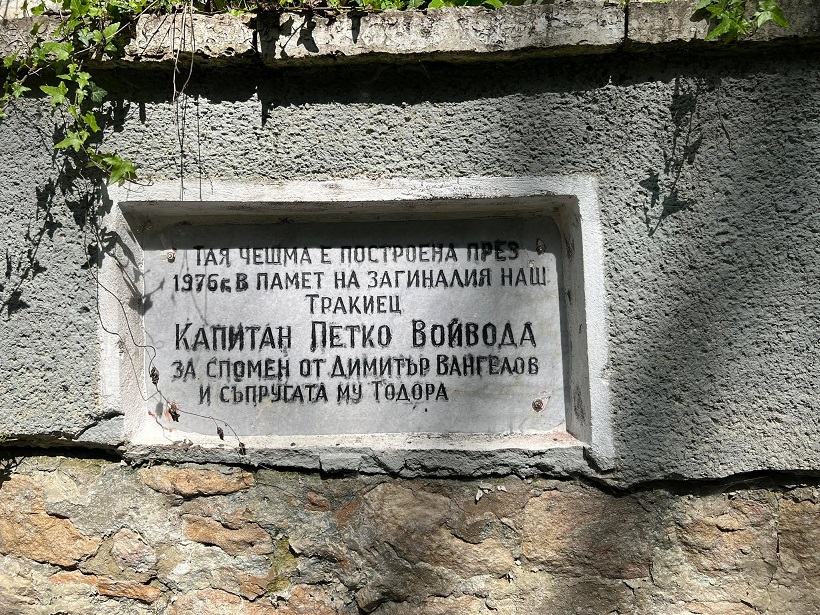 Тая чешма е построена през
1976г. в памет на загиналия наш
Тракиец
Капитан Петко Войвода
за спомен от Димитър Вангелов
и съпругата му Тодора